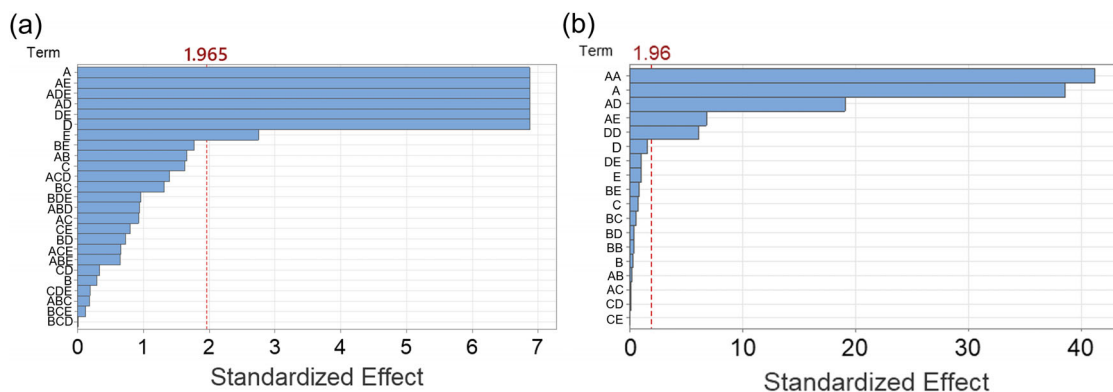 (a)
Term
1.965
A
AE
ADE
AD
DE
D
E
BE
AB
C
ACD
BC
BDE
ABD
AC
CE
BD
ACE
ABE
CD
B
CDE
ABC
BCE
BCD
0 1 2 3 4 5 6 7
Standardized Effect
(b)
Term
1.96
AA
A
AD
AE
DD
D
DE
E
BE
C
BC
BD
BB
B
AB
AC
CD
CE
0 10 20 30 40
Standardized Effect